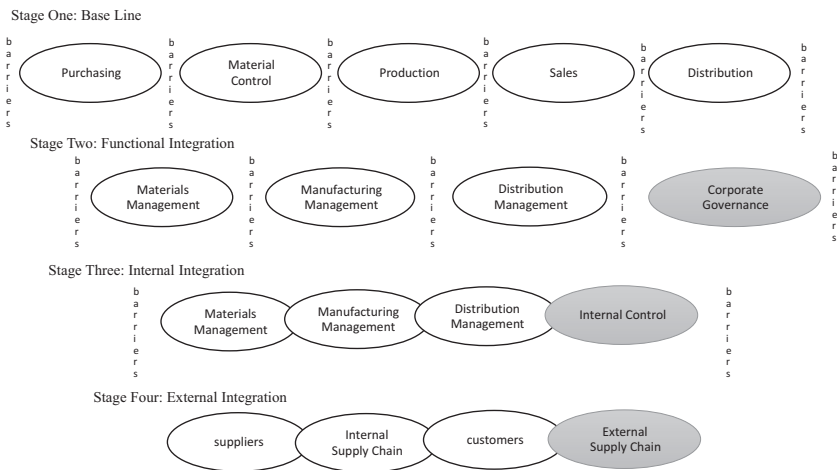 Stage One: Base Line
barriers
Purchasing
barriers
Material
Control
barriers
Production
barriers
Sales
barriers
Distribution
barriers
Stage Two: Functional Integration
barriers
Materials
Management
barriers
Manufacturing
Management
barriers
Distribution
Management
barriers
Corporate
Governance
barriers
Stage Three: Internal Integration
barriers
Materials
Management
Manufacturing
Management
Distribution
Management
Internal Control
barriers
Stage Four: External Integration
suppliers
Internal
Supply Chain
customers
External
Supply Chain